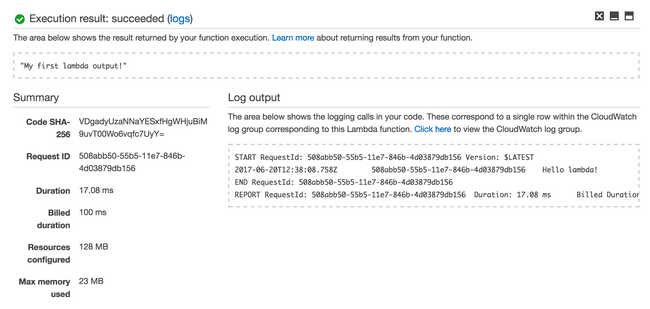 Execution result: succeeded (logs)
The area below shows the result returned by your function execution. Learn more about returning results from your function.
"My first lambda output!"
Summary
Code SHA-256 VDgadyUzaNNaYESxfHgWHjuBiM9uvT00Wo6vqfc7UyY=
Request ID 508abb50-55b5-11e7-846b-4d03879db156
Duration 17.08 ms
Billed duration 100 ms
Resources configured 128 MB
Max memory used 23 MB
Log output
The area below shows the logging calls in your code. These correspond to a single row within the CloudWatch
log group corresponding to this Lambda function. Click here to view the CloudWatch log group.
START RequestId: 508abb50-55b5-11e7-846b-4d03879db156 Version: $LATEST
2017-06-20T12:38:08.758Z 508abb50-55b5-11e7-846b-4d03879db156 Hello lambda!
END RequestId: 508abb50-55b5-11e7-846b-4d03879db156
REPORT RequestId: 508abb50-55b5-11e7-846b-4d03879db156 Duration: 17.08 ms Billed Duration